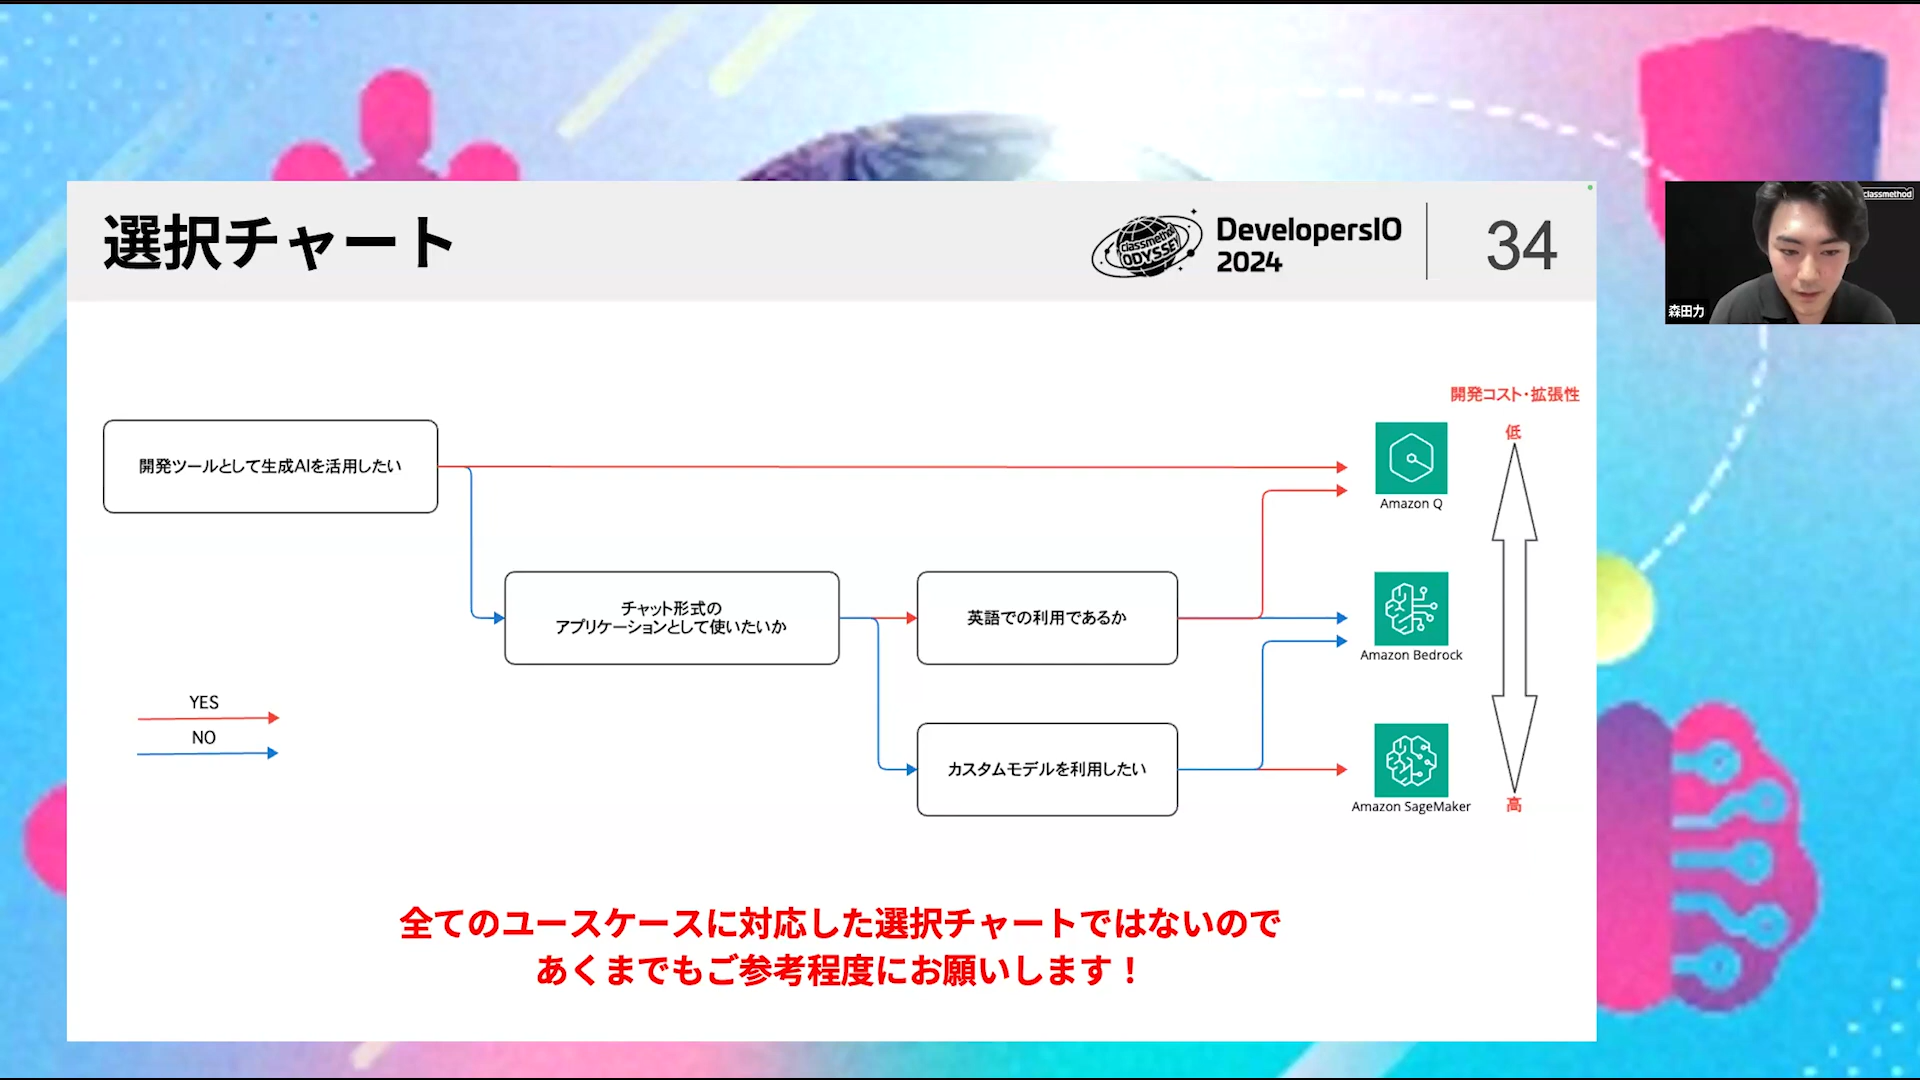 選択チャート
classmethod
ODYSSEY
DevelopersIO
2024
34
classmethod
森田力
開発コスト・拡張性
低
開発ツールとして生成AIを活用したい
Amazon Q
チャット形式の
アプリケーションとして使いたいか
英語での利用であるか
Amazon Bedrock
YES
NO
カスタムモデルを利用したい
Amazon SageMaker
高
全てのユースケースに対応した選択チャートではないので
あくまでもご参考程度にお願いします！